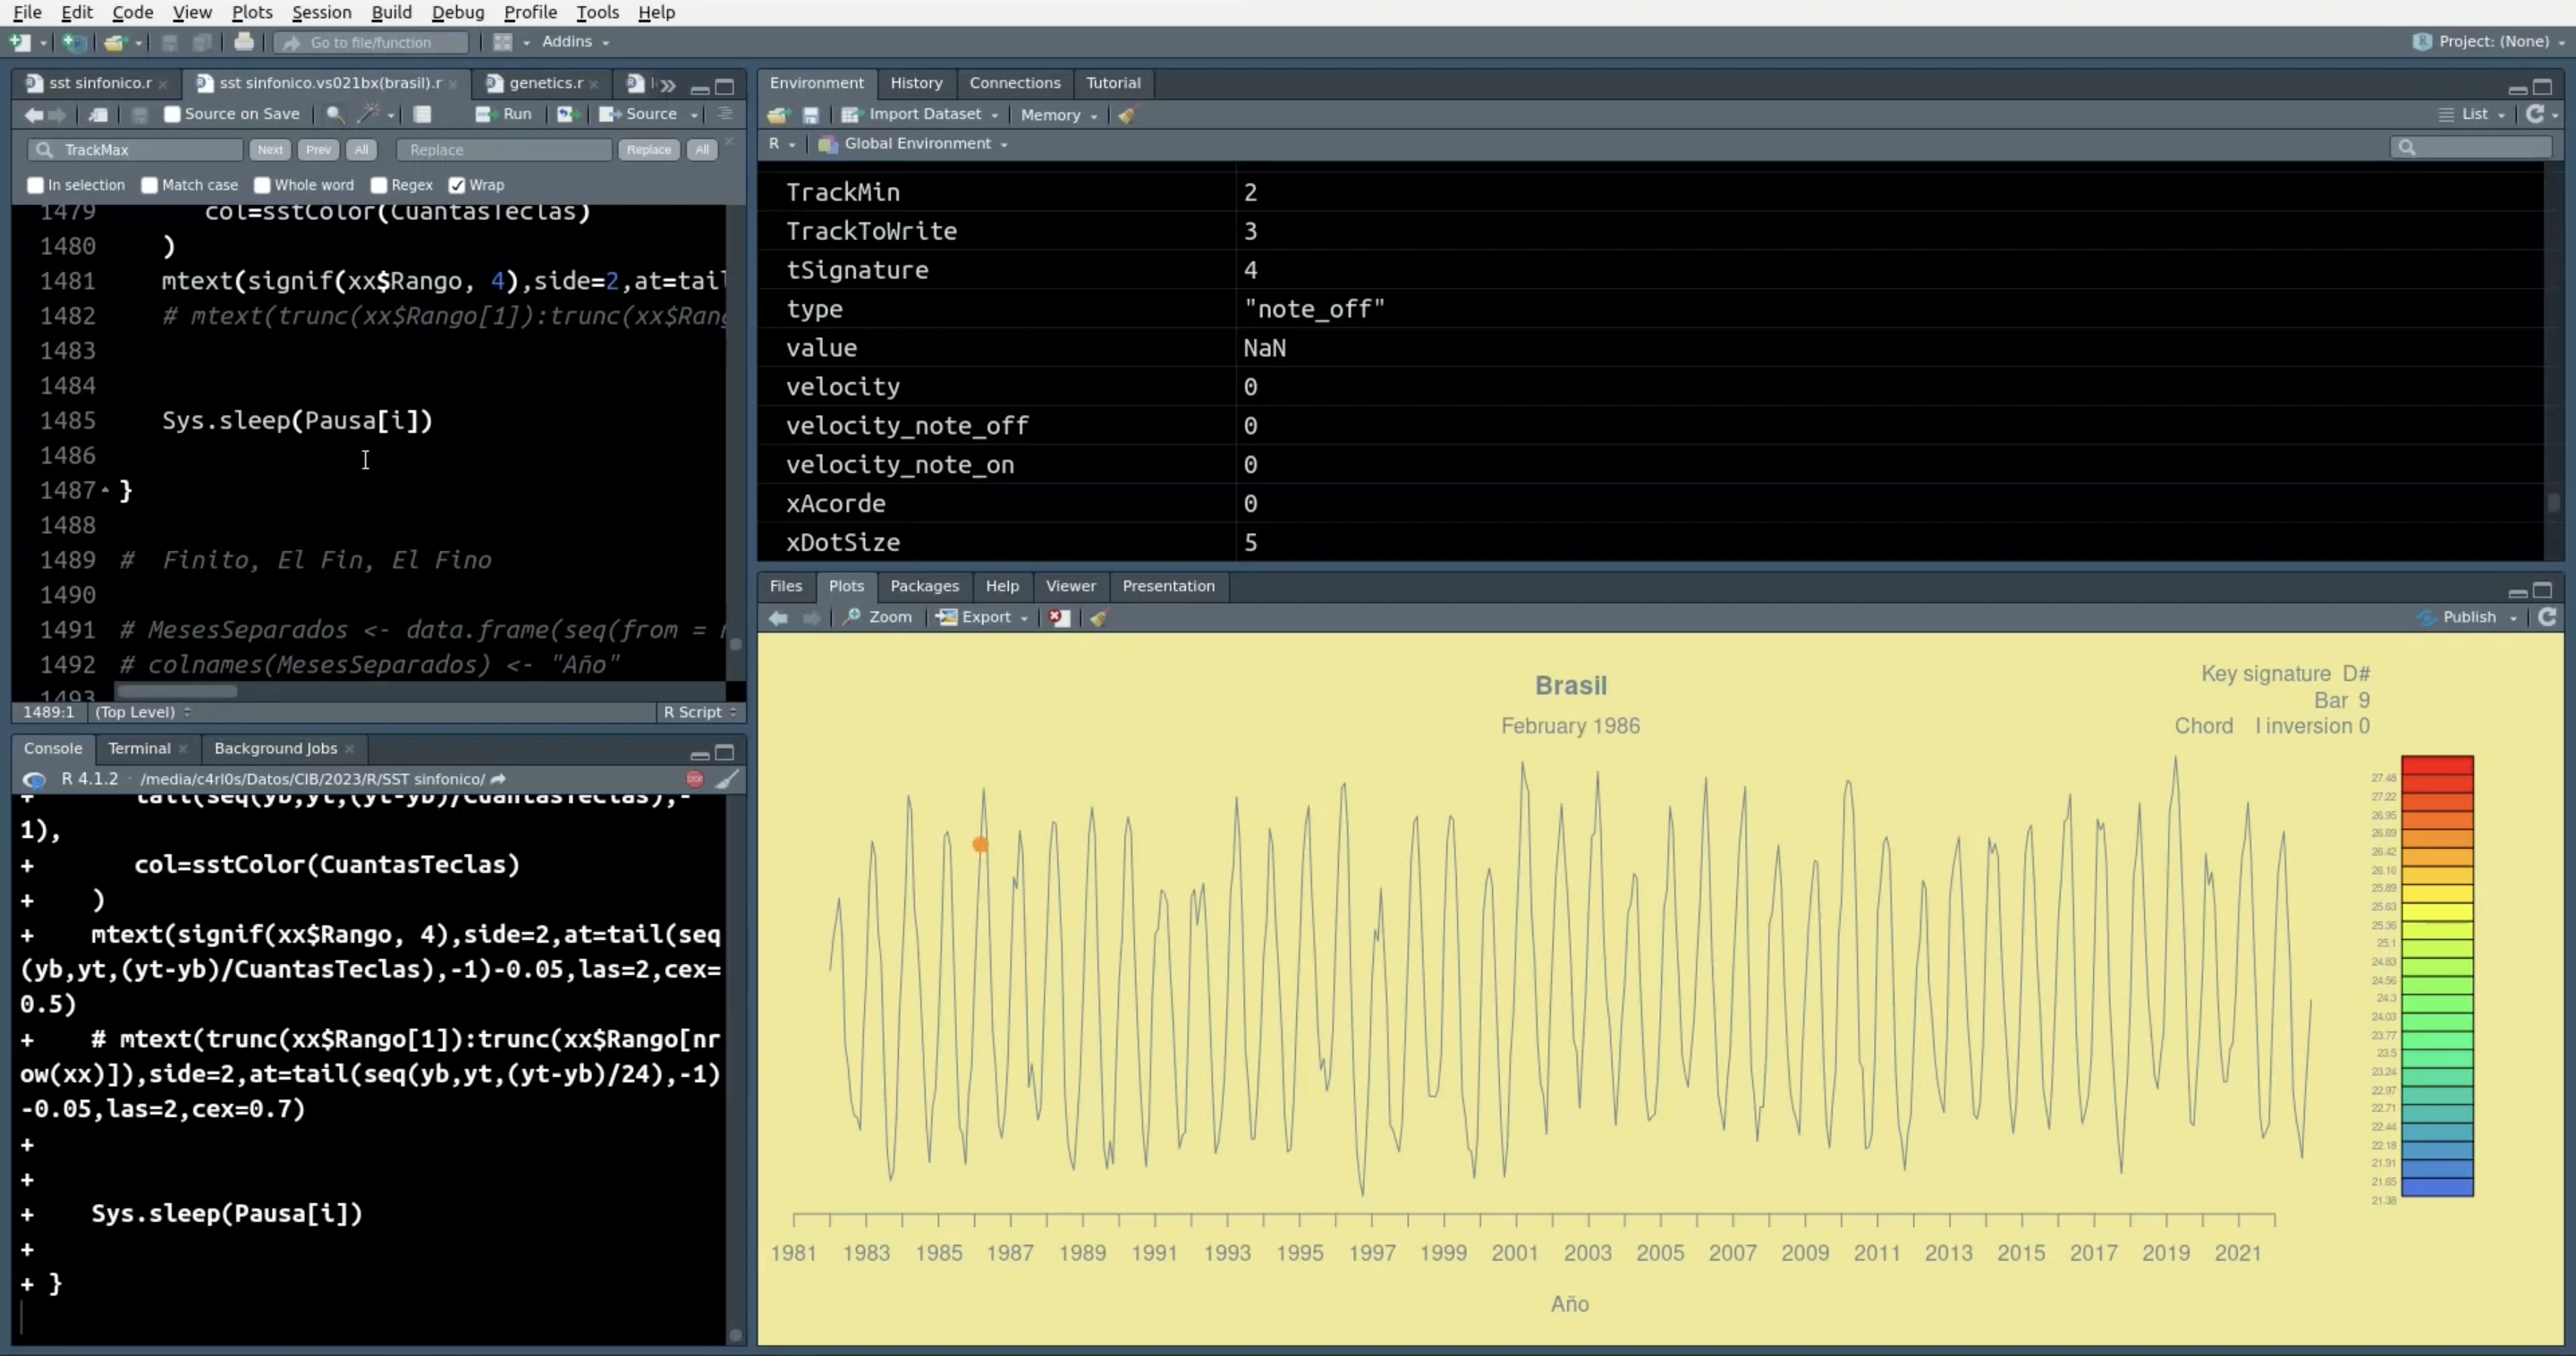 File Edit Code View Plots Session Build Debug Profile Tools Help
Go to file/function Addins Project: (None)
sst sinfonico.r sst sinfonico.vs021bx(brasil).r genetics.r
Source on Save Run Source
TrackMax Next Prev All Replace Replace All
In selection Match case Whole word Regex Wrap
1479 col=sstColor(CuantasTeclas)
1480 )
1481 mtext(signif(xx$Rango, 4),side=2,at=tail
1482 # mtext(trunc(xx$Rango[1]):trunc(xx$Rang
1483
1484
1485 Sys.sleep(Pausa[i])
1486
1487 }
1488
1489 # Finito, El Fin, El Fino
1490
1491 # MesesSeparados <- data.frame(seq(from =
1492 # colnames(MesesSeparados) <- "Año"
1493
1489:1 (Top Level) R Script
Console Terminal Background Jobs
R 4.1.2 · /media/c4rl0s/Datos/CIB/2023/R/SST sinfonico/
+ tail(seq(yb,yt,(yt-yb)/CuantasTeclas),-
1),
+ col=sstColor(CuantasTeclas)
+ )
+ mtext(signif(xx$Rango, 4),side=2,at=tail(seq
(yb,yt,(yt-yb)/CuantasTeclas),-1)-0.05,las=2,cex=
0.5)
+ # mtext(trunc(xx$Rango[1]):trunc(xx$Rango[nr
ow(xx)]),side=2,at=tail(seq(yb,yt,(yt-yb)/24),-1)
-0.05,las=2,cex=0.7)
+
+
+ Sys.sleep(Pausa[i])
+
+ }
Environment History Connections Tutorial
Import Dataset Memory List
R Global Environment
TrackMin 2
TrackToWrite 3
tSignature 4
type "note_off"
value NaN
velocity 0
velocity_note_off 0
velocity_note_on 0
xAcorde 0
xDotSize 5
Files Plots Packages Help Viewer Presentation
Zoom Export Publish
Brasil
February 1986
Key signature D#
Bar 9
Chord I inversion 0
27.48
27.22
26.95
26.69
26.42
26.16
25.89
25.63
25.36
25.1
24.83
24.56
24.3
24.03
23.77
23.5
23.24
22.97
22.71
22.44
22.18
21.91
21.65
21.38
1981 1983 1985 1987 1989 1991 1993 1995 1997 1999 2001 2003 2005 2007 2009 2011 2013 2015 2017 2019 2021
Año